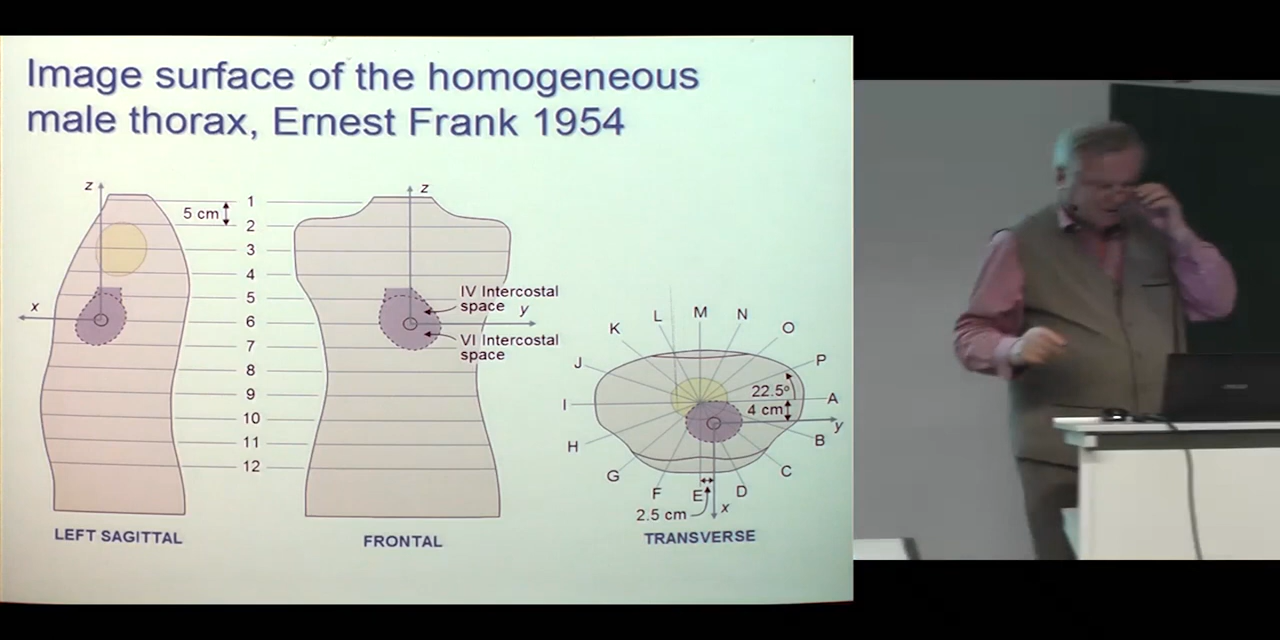 Image surface of the homogeneous
male thorax, Ernest Frank 1954
z
5 cm
x
LEFT SAGITTAL
1
2
3
4
5
6
7
8
9
10
11
12
z
IV Intercostal
space
y
VI Intercostal
space
FRONTAL
K
L
M
N
O
J
P
22.5°
I
A
4 cm
y
H
B
G
C
F
E
D
2.5 cm
x
TRANSVERSE